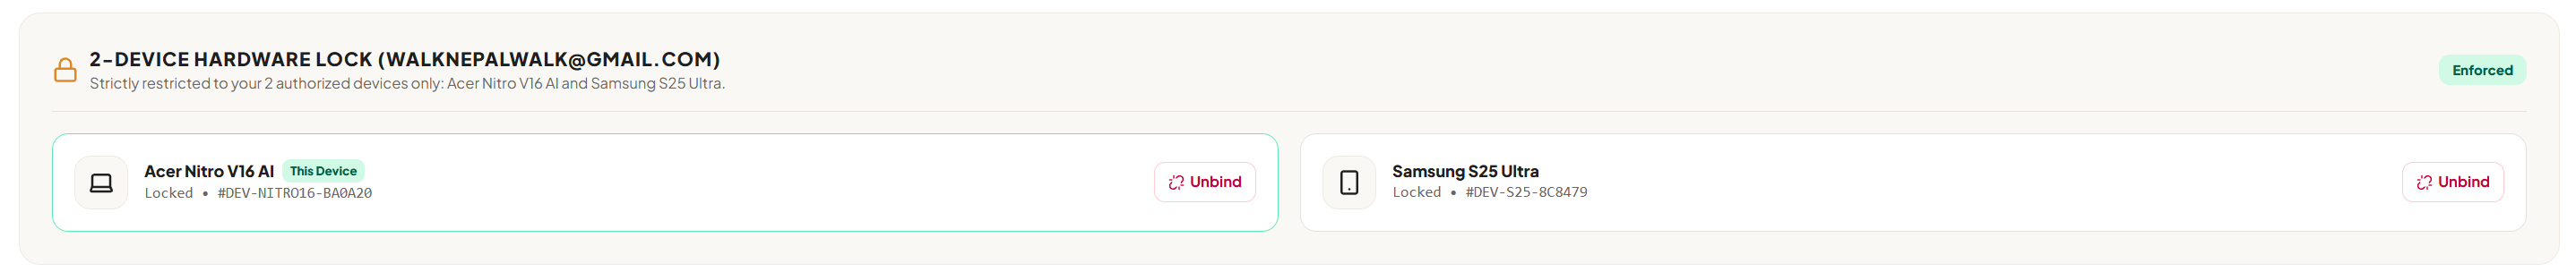 2-DEVICE HARDWARE LOCK (WALKNEPALWALK@GMAIL.COM)
Strictly restricted to your 2 authorized devices only: Acer Nitro V16 AI and Samsung S25 Ultra.
Enforced
Acer Nitro V16 AI This Device
Locked • #DEV-NITRO16-BA0A20
Unbind
Samsung S25 Ultra
Locked • #DEV-S25-8C8479
Unbind